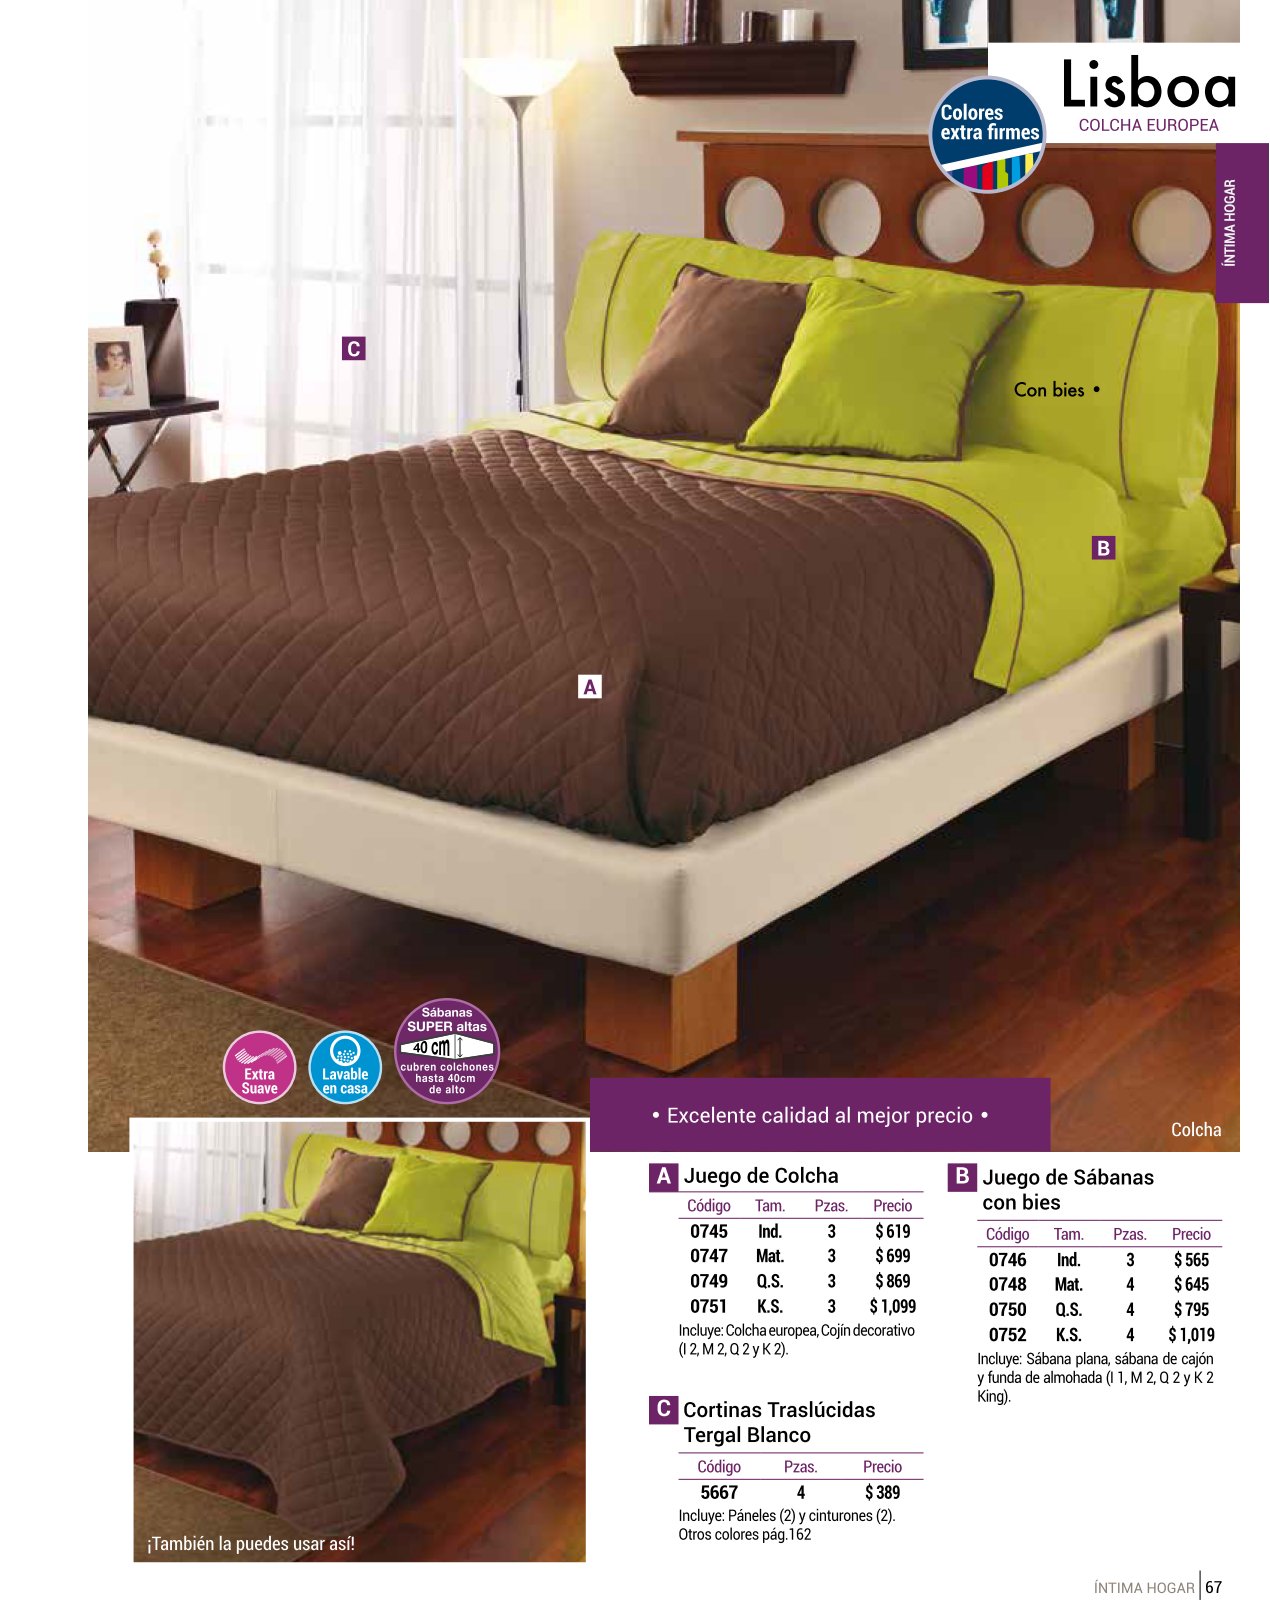 Lisboa
COLCHA EUROPEA
Colores
extra firmes
ÍNTIMA HOGAR
C
Con bies •
B
A
Sábanas
SUPER altas
40 cm
cubren colchones
hasta 40cm
de alto
Extra
Suave
Lavable
en casa
• Excelente calidad al mejor precio •
Colcha
A Juego de Colcha
Código Tam. Pzas. Precio
0745 Ind. 3 $ 619
0747 Mat. 3 $ 699
0749 Q.S. 3 $ 869
0751 K.S. 3 $ 1,099
Incluye: Colcha europea, Cojín decorativo
(I 2, M 2, Q 2 y K 2).
B Juego de Sábanas
con bies
Código Tam. Pzas. Precio
0746 Ind. 3 $ 565
0748 Mat. 4 $ 645
0750 Q.S. 4 $ 795
0752 K.S. 4 $ 1,019
Incluye: Sábana plana, sábana de cajón
y funda de almohada (I 1, M 2, Q 2 y K 2
King).
C Cortinas Traslúcidas
Tergal Blanco
Código Pzas. Precio
5667 4 $ 389
Incluye: Páneles (2) y cinturones (2).
Otros colores pág.162
¡También la puedes usar así!
ÍNTIMA HOGAR 67